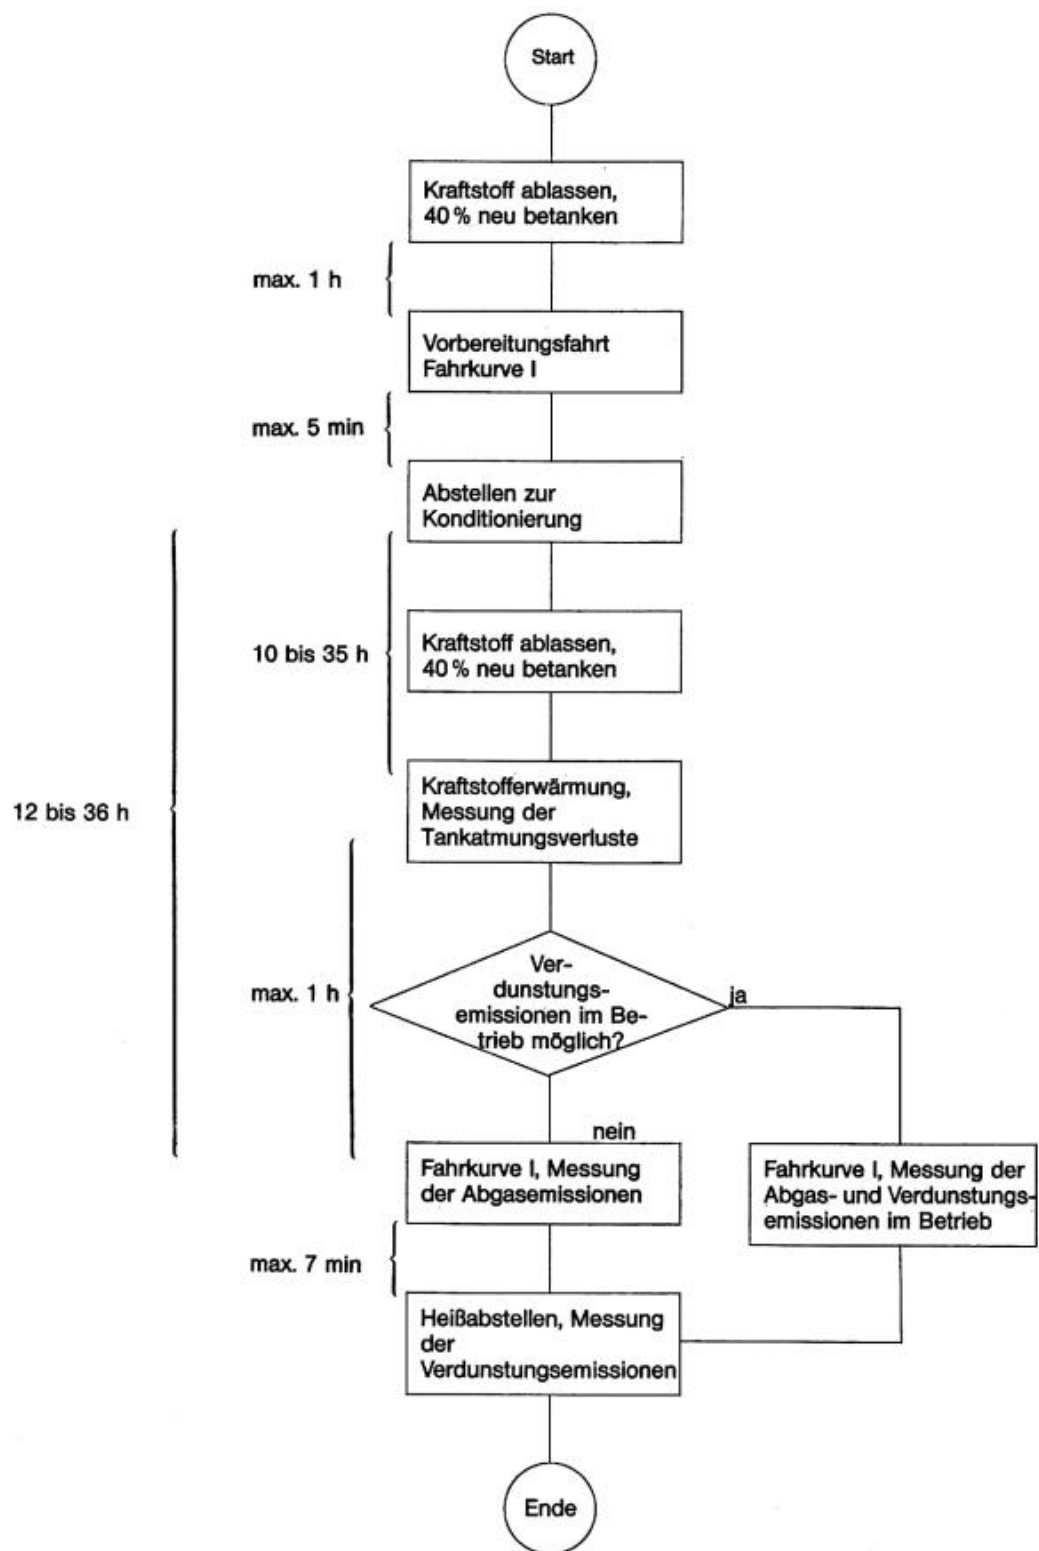 Start
Kraftstoff ablassen,
40% neu betanken
max. 1 h
Vorbereitungsfahrt
Fahrkurve I
max. 5 min
Abstellen zur
Konditionierung
10 bis 35 h
Kraftstoff ablassen,
40% neu betanken
12 bis 36 h
Kraftstofferwärmung,
Messung der
Tankatmungsverluste
max. 1 h
Ver-
dunstungs-
emissionen im Be-
trieb möglich?
ja
nein
Fahrkurve I, Messung
der Abgasemissionen
Fahrkurve I, Messung der
Abgas- und Verdunstungs-
emissionen im Betrieb
max. 7 min
Heißabstellen, Messung
der
Verdunstungsemissionen
Ende